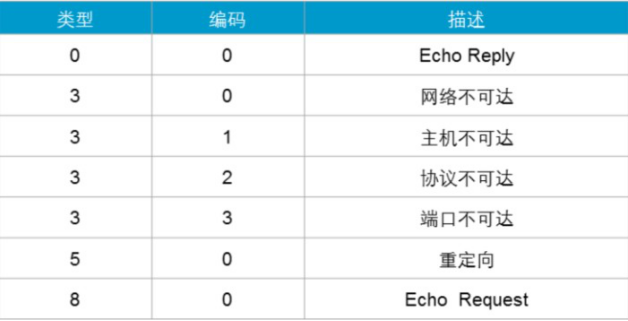 类型 编码 描述
0 0 Echo Reply
3 0 网络不可达
3 1 主机不可达
3 2 协议不可达
3 3 端口不可达
5 0 重定向
8 0 Echo Request